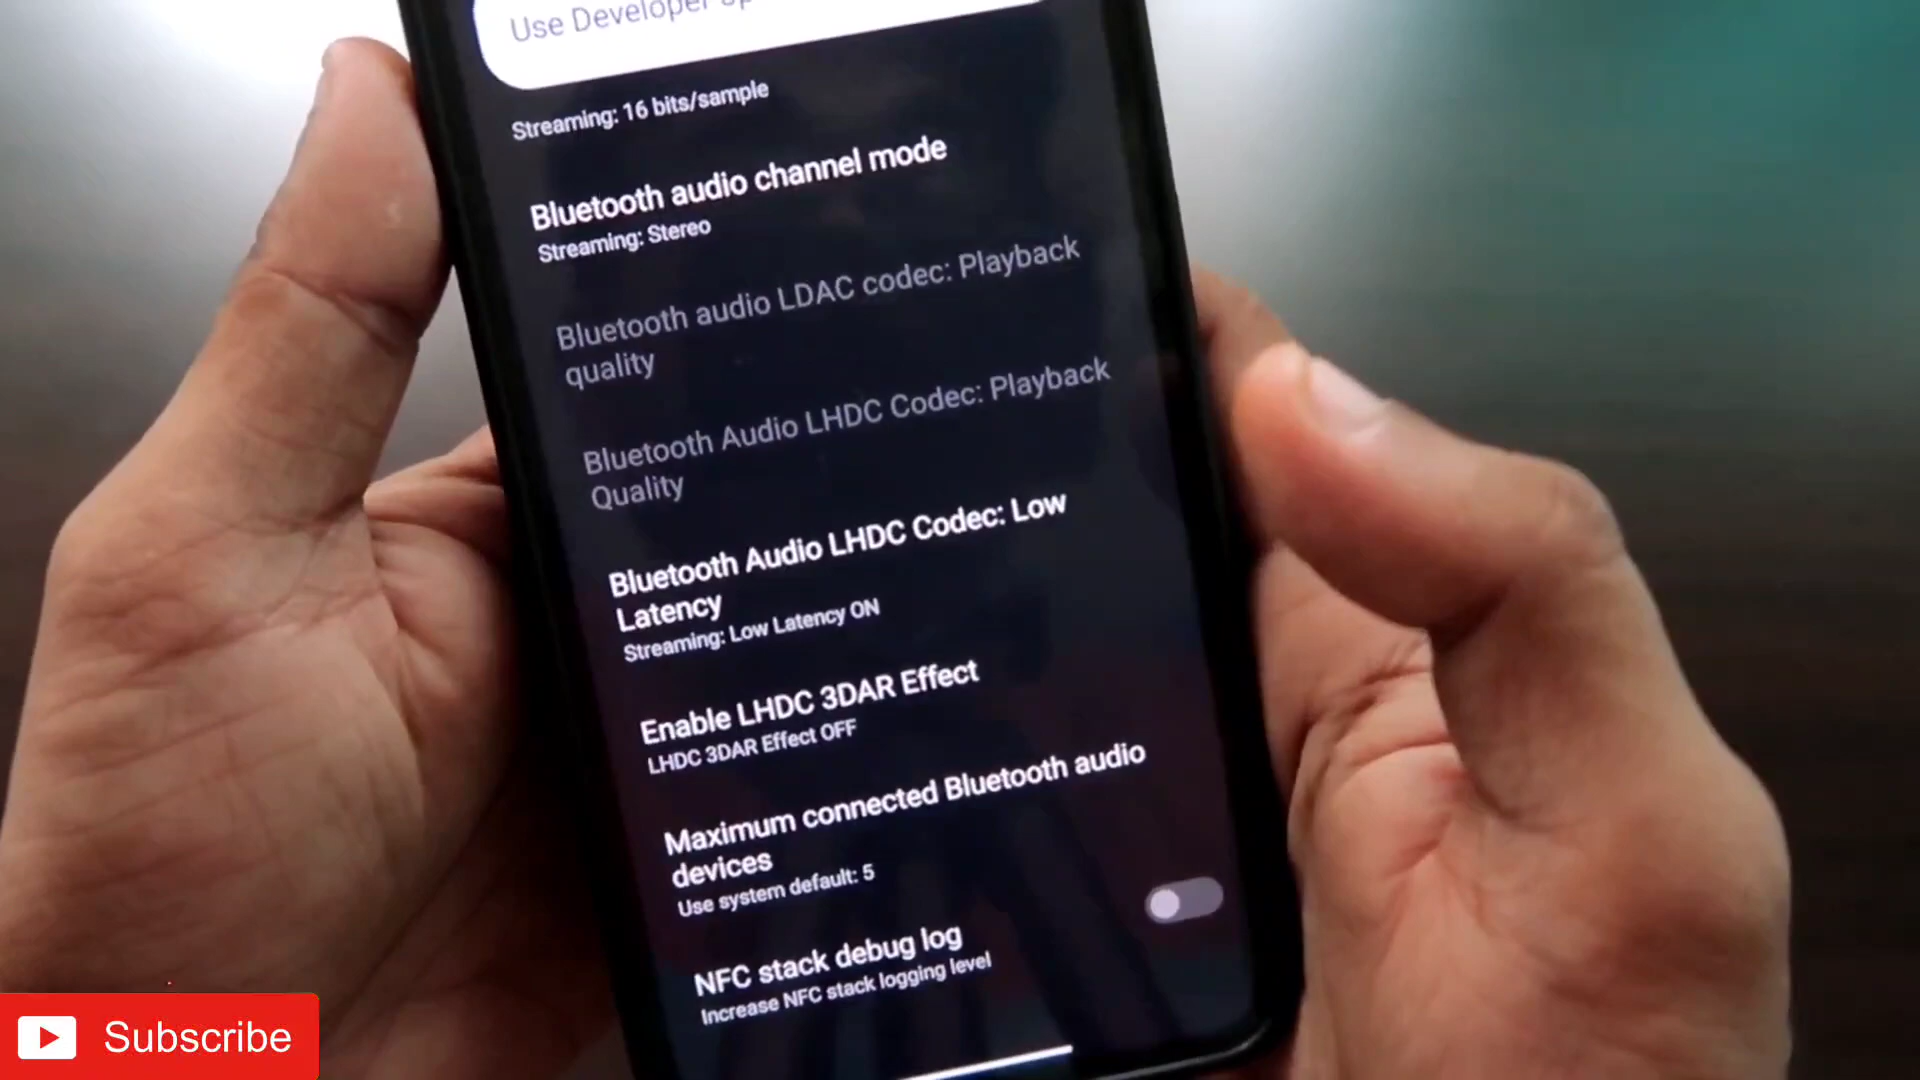 Use Developer
Streaming: 16 bits/sample
Bluetooth audio channel mode
Streaming: Stereo
Bluetooth audio LDAC codec: Playback
quality
Bluetooth Audio LHDC Codec: Playback
Quality
Bluetooth Audio LHDC Codec: Low
Latency
Streaming: Low Latency ON
Enable LHDC 3DAR Effect
LHDC 3DAR Effect OFF
Maximum connected Bluetooth audio
devices
Use system default: 5
NFC stack debug log
Increase NFC stack logging level
Subscribe